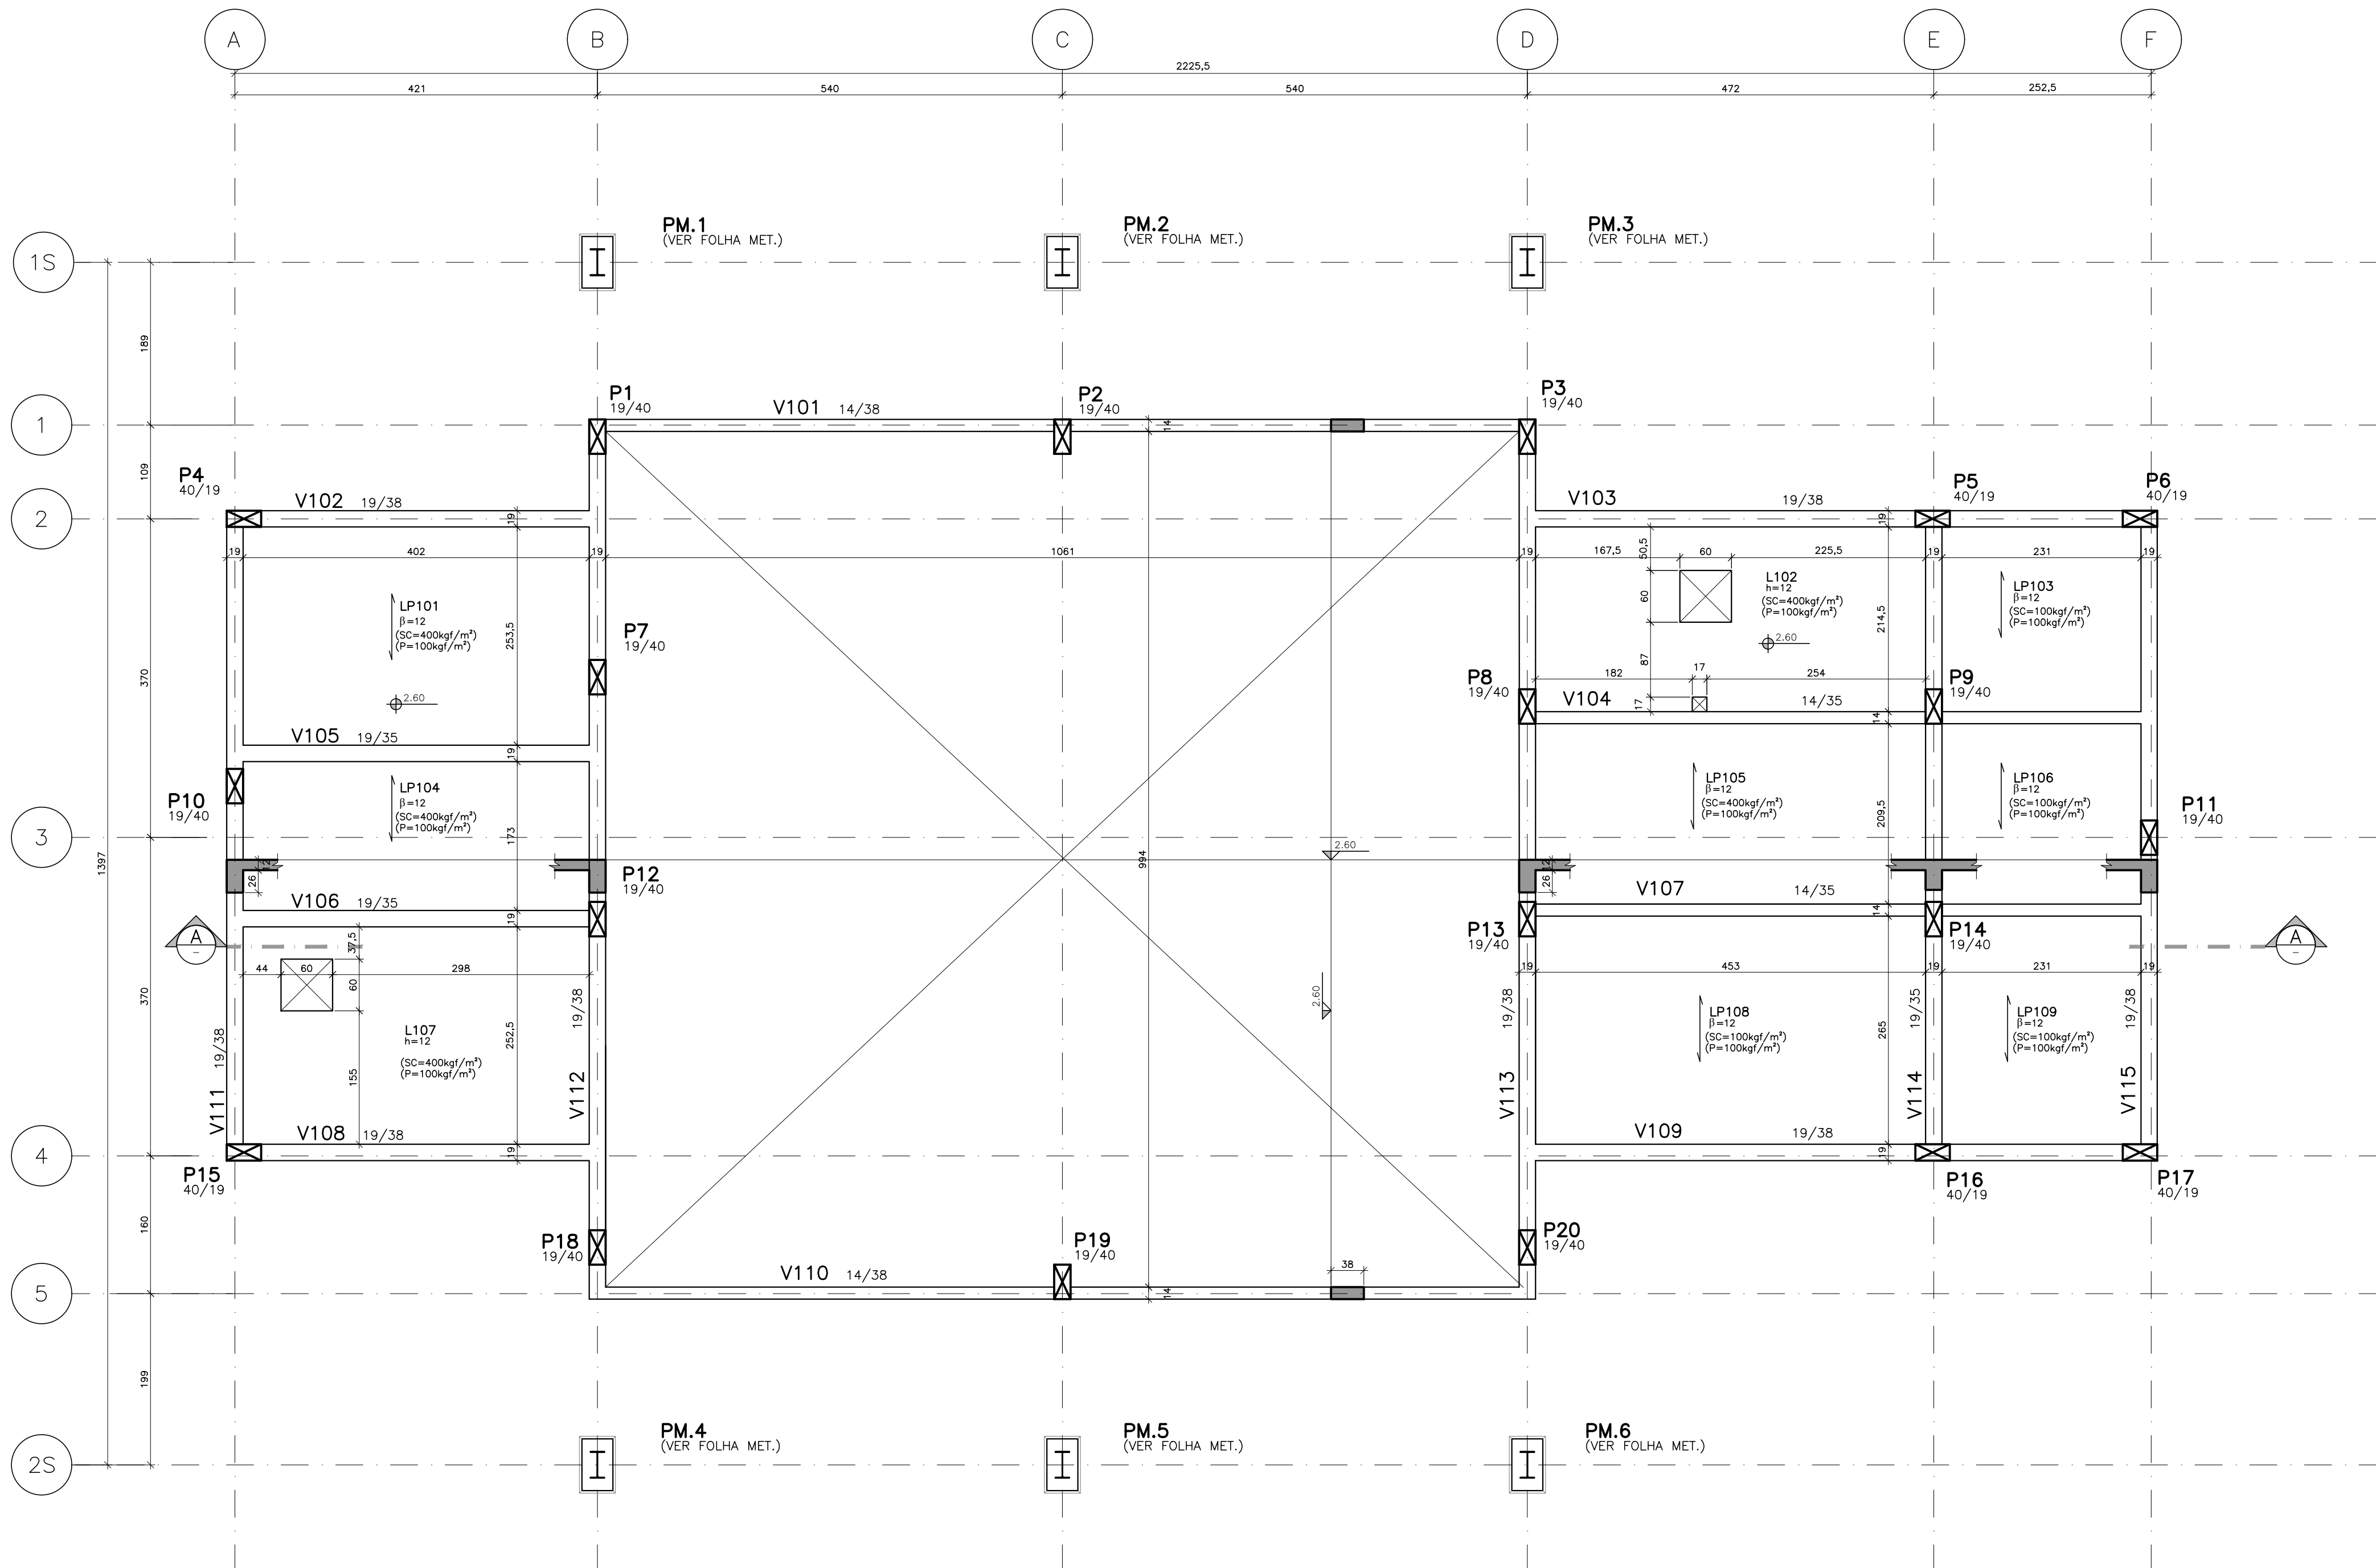 A
B
C
D
E
F
2225,5
421
540
540
472
252,5
1S
PM.1
(VER FOLHA MET.)
PM.2
(VER FOLHA MET.)
PM.3
(VER FOLHA MET.)
189
1
P1
19/40
V101 14/38
P2
19/40
14
P3
19/40
109
2
P4
40/19
V102 19/38
19
V103 19/38
19
P5
40/19
P6
40/19
19
402
19
1061
19
167,5
60
225,5
19
231
19
50,5
60
87
17
LP101
β=12
(SC=400kgf/m²)
(P=100kgf/m²)
253,5
2.60
L102
h=12
(SC=400kgf/m²)
(P=100kgf/m²)
2.60
214,5
LP103
β=12
(SC=100kgf/m²)
(P=100kgf/m²)
370
P7
19/40
182
17
254
P8
19/40
P9
19/40
V104 14/35
14
V105 19/35
19
P10
19/40
LP104
β=12
(SC=400kgf/m²)
(P=100kgf/m²)
173
LP105
β=12
(SC=400kgf/m²)
(P=100kgf/m²)
209,5
LP106
β=12
(SC=100kgf/m²)
(P=100kgf/m²)
P11
19/40
3
1397
994
2.60
12
26
P12
19/40
12
26
V106 19/35
19
V107 14/35
14
A
–
P13
19/40
P14
19/40
A
–
37,5
44
60
298
60
155
19
453
19
231
19
370
L107
h=12
(SC=400kgf/m²)
(P=100kgf/m²)
252,5
2.60
LP108
β=12
(SC=100kgf/m²)
(P=100kgf/m²)
265
LP109
β=12
(SC=100kgf/m²)
(P=100kgf/m²)
V111 19/38
V112 19/38
V113 19/38
V114 19/35
V115 19/38
V108 19/38
19
V109 19/38
19
4
P15
40/19
P16
40/19
P17
40/19
160
P18
19/40
P19
19/40
P20
19/40
V110 14/38
38
14
5
199
PM.4
(VER FOLHA MET.)
PM.5
(VER FOLHA MET.)
PM.6
(VER FOLHA MET.)
2S